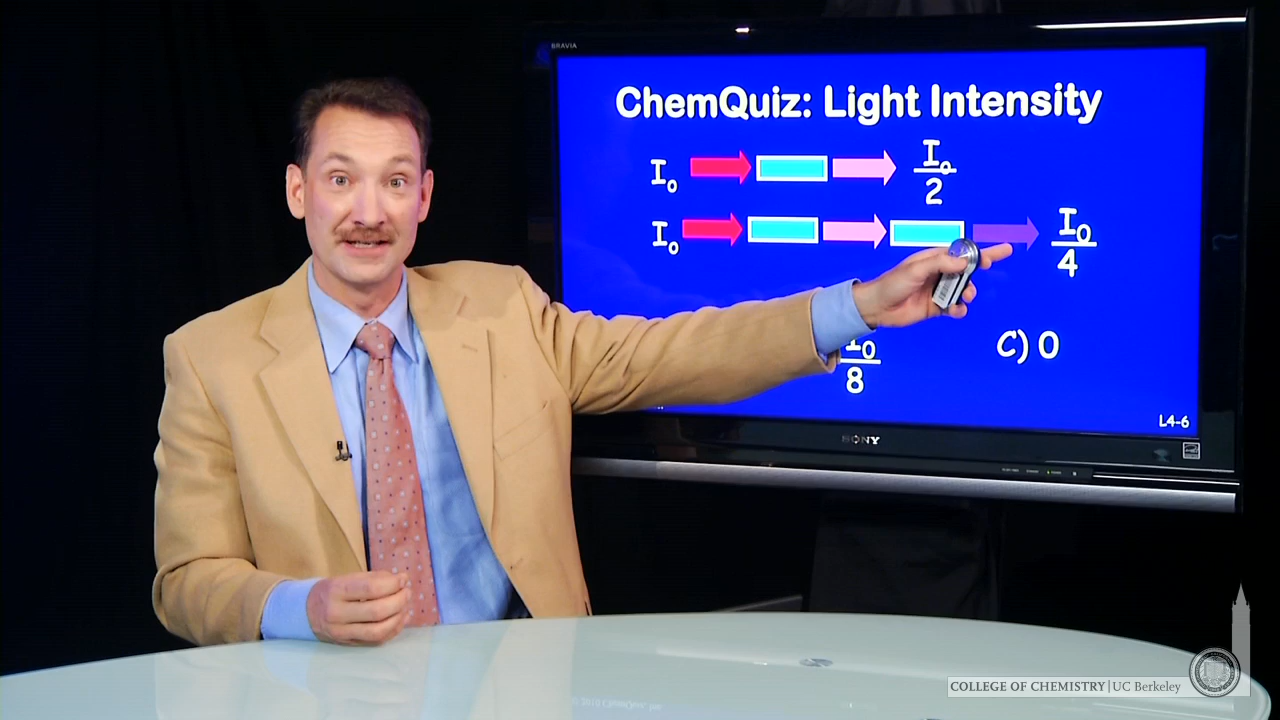 BRAVIA
ChemQuiz: Light Intensity
I₀
I₀
2
I₀
I₀
4
I₀
8
C) 0
L4-6
SONY
COLLEGE OF CHEMISTRY | UC Berkeley